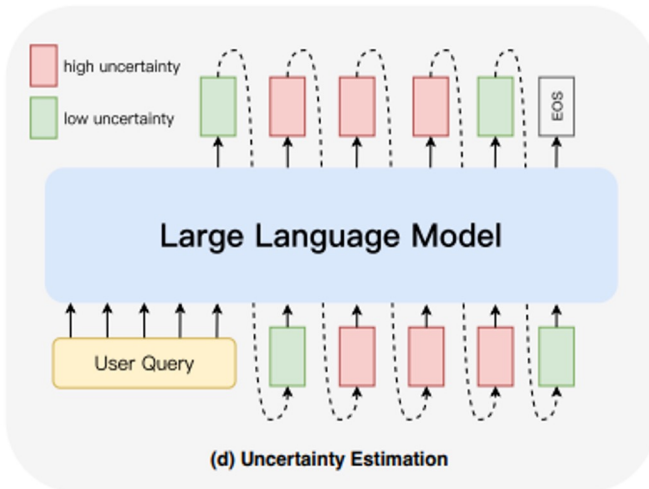 high uncertainty
low uncertainty
EOS
Large Language Model
User Query
(d) Uncertainty Estimation